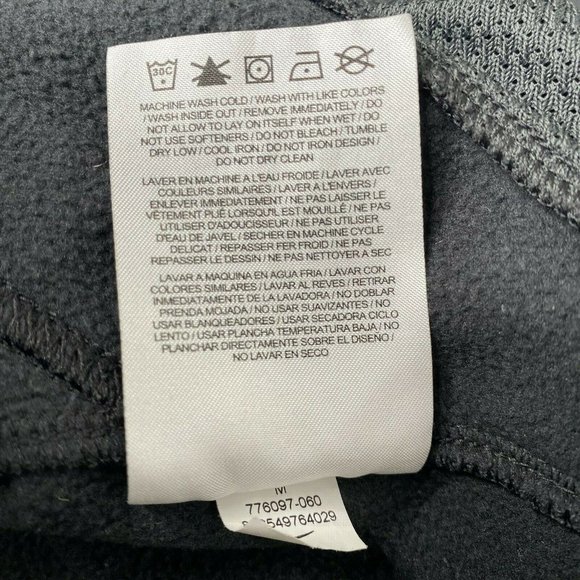 30C
MACHINE WASH COLD / WASH WITH LIKE COLORS
/ WASH INSIDE OUT / REMOVE IMMEDIATELY / DO
NOT ALLOW TO LAY ON ITSELF WHEN WET / DO
NOT USE SOFTENERS / DO NOT BLEACH / TUMBLE
DRY LOW / COOL IRON / DO NOT IRON DESIGN /
DO NOT DRY CLEAN
LAVER EN MACHINE A L'EAU FROIDE / LAVER AVEC
COULEURS SIMILAIRES / LAVER A L'ENVERS /
ENLEVER IMMEDIATEMENT / NE PAS LAISSER LE
VÊTEMENT PLIÉ LORSQU'IL EST MOUILLÉ / NE PAS
UTILISER D'ADOUCISSEUR / NE PAS UTILISER
D'EAU DE JAVEL / SECHER EN MACHINE CYCLE
DELICAT / REPASSER FER FROID / NE PAS
REPASSER LE DESSIN / NE PAS NETTOYER A SEC
LAVAR A MAQUINA EN AGUA FRIA / LAVAR CON
COLORES SIMILARES / LAVAR AL REVES / RETIRAR
IMMEDIATAMENTE DE LA LAVADORA / NO DOBLAR
PRENDA MOJADA / NO USAR SUAVIZANTES / NO
USAR BLANQUEADORES / USAR SECADORA CICLO
LENTO / USAR PLANCHA TEMPERATURA BAJA / NO
PLANCHAR DIRECTAMENTE SOBRE EL DISEÑO /
NO LAVAR EN SECO
M
776097-060
549764029